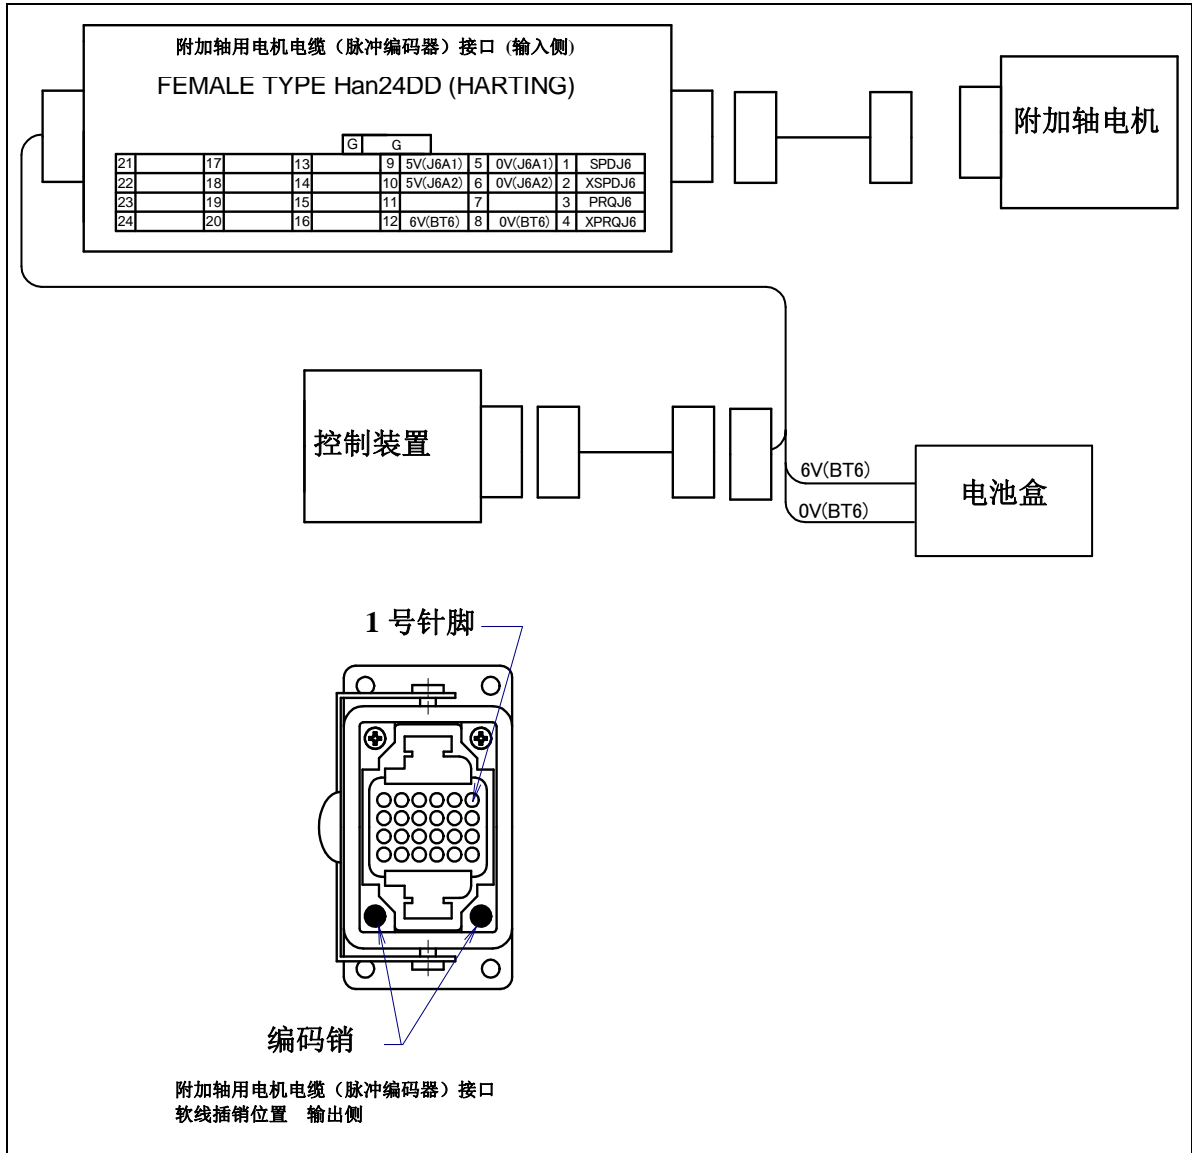 附加轴用电机电缆（脉冲编码器）接口 (输入侧)
FEMALE TYPE Han24DD (HARTING)
附加轴电机
G G
21 17 13 9 5V(J6A1) 5 0V(J6A1) 1 SPDJ6
22 18 14 10 5V(J6A2) 6 0V(J6A2) 2 XSPDJ6
23 19 15 11 7 3 PRQJ6
24 20 16 12 6V(BT6) 8 0V(BT6) 4 XPRQJ6
控制装置
6V(BT6)
0V(BT6)
电池盒
1 号针脚
编码销
附加轴用电机电缆（脉冲编码器）接口
软线插销位置 输出侧